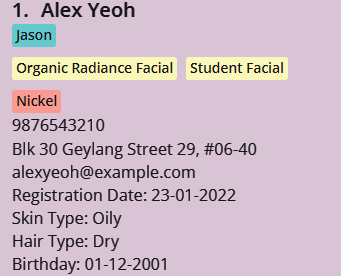 1. Alex Yeoh
Jason
Organic Radiance Facial Student Facial
Nickel
9876543210
Blk 30 Geylang Street 29, #06-40
alexyeoh@example.com
Registration Date: 23-01-2022
Skin Type: Oily
Hair Type: Dry
Birthday: 01-12-2001